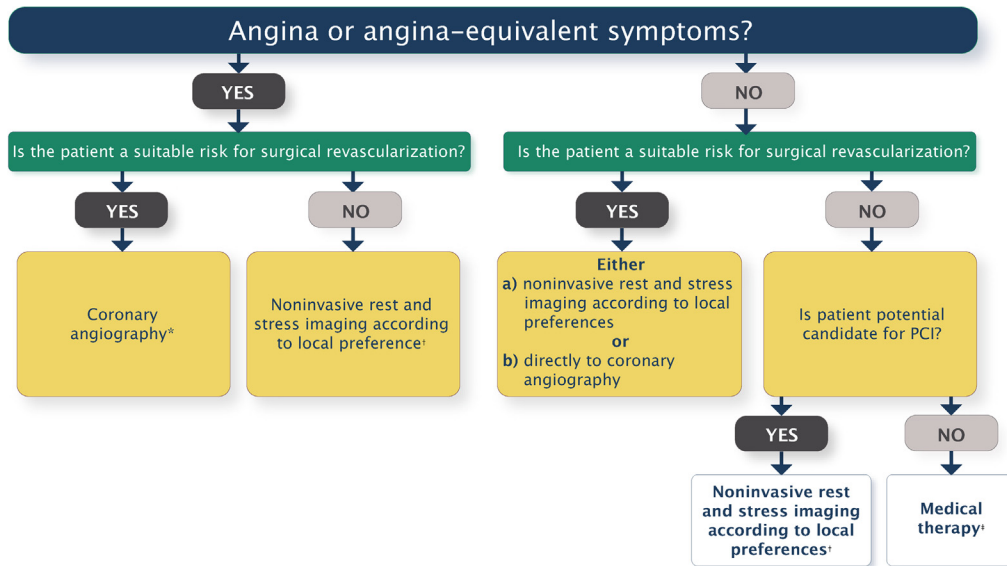 Angina or angina-equivalent symptoms?
YES
NO
Is the patient a suitable risk for surgical revascularization?
Is the patient a suitable risk for surgical revascularization?
YES
NO
YES
NO
Coronary
angiography*
Noninvasive rest and
stress imaging according
to local preference†
Either
a) noninvasive rest and stress
imaging according to local
preferences
or
b) directly to coronary
angiography
Is patient potential
candidate for PCI?
YES
NO
Noninvasive rest
and stress imaging
according to local
preferences†
Medical
therapy‡